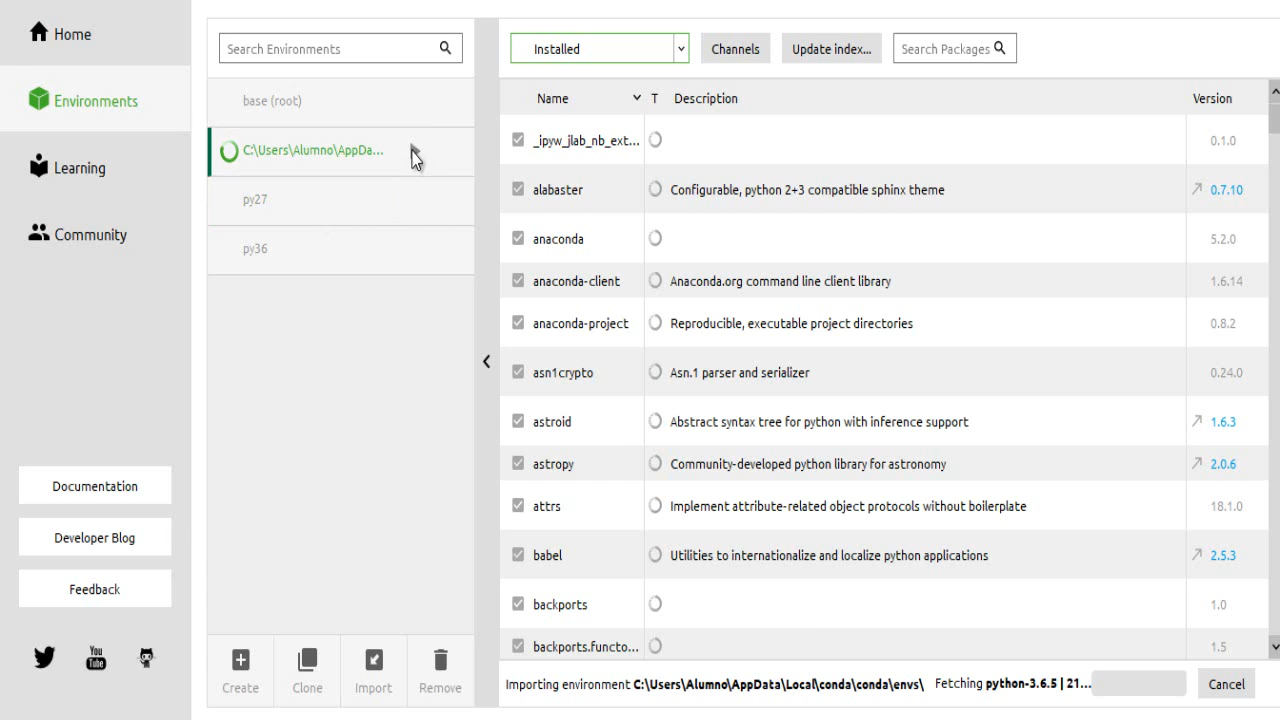 Home
Environments
Learning
Community
Documentation
Developer Blog
Feedback
You
Tube
Search Environments
base (root)
C:\Users\Alumno\AppDa...
py27
py36
Create
Clone
Import
Remove
Installed
Channels
Update index...
Search Packages
Name T Description Version
_ipyw_jlab_nb_ext... 0.1.0
alabaster Configurable, python 2+3 compatible sphinx theme 0.7.10
anaconda 5.2.0
anaconda-client Anaconda.org command line client library 1.6.14
anaconda-project Reproducible, executable project directories 0.8.2
asn1crypto Asn.1 parser and serializer 0.24.0
astroid Abstract syntax tree for python with inference support 1.6.3
astropy Community-developed python library for astronomy 2.0.6
attrs Implement attribute-related object protocols without boilerplate 18.1.0
babel Utilities to internationalize and localize python applications 2.5.3
backports 1.0
backports.functo... 1.5
Importing environment C:\Users\Alumno\AppData\Local\conda\conda\envs\ Fetching python-3.6.5 | 21... Cancel